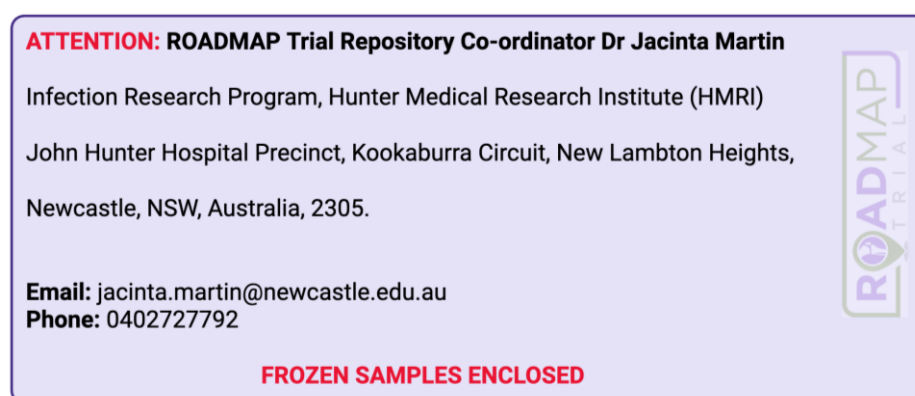 ATTENTION: ROADMAP Trial Repository Co-ordinator Dr Jacinta Martin
Infection Research Program, Hunter Medical Research Institute (HMRI)
John Hunter Hospital Precinct, Kookaburra Circuit, New Lambton Heights,
Newcastle, NSW, Australia, 2305.
Email: jacinta.martin@newcastle.edu.au
Phone: 0402727792
FROZEN SAMPLES ENCLOSED
ROADMAP
TRIAL